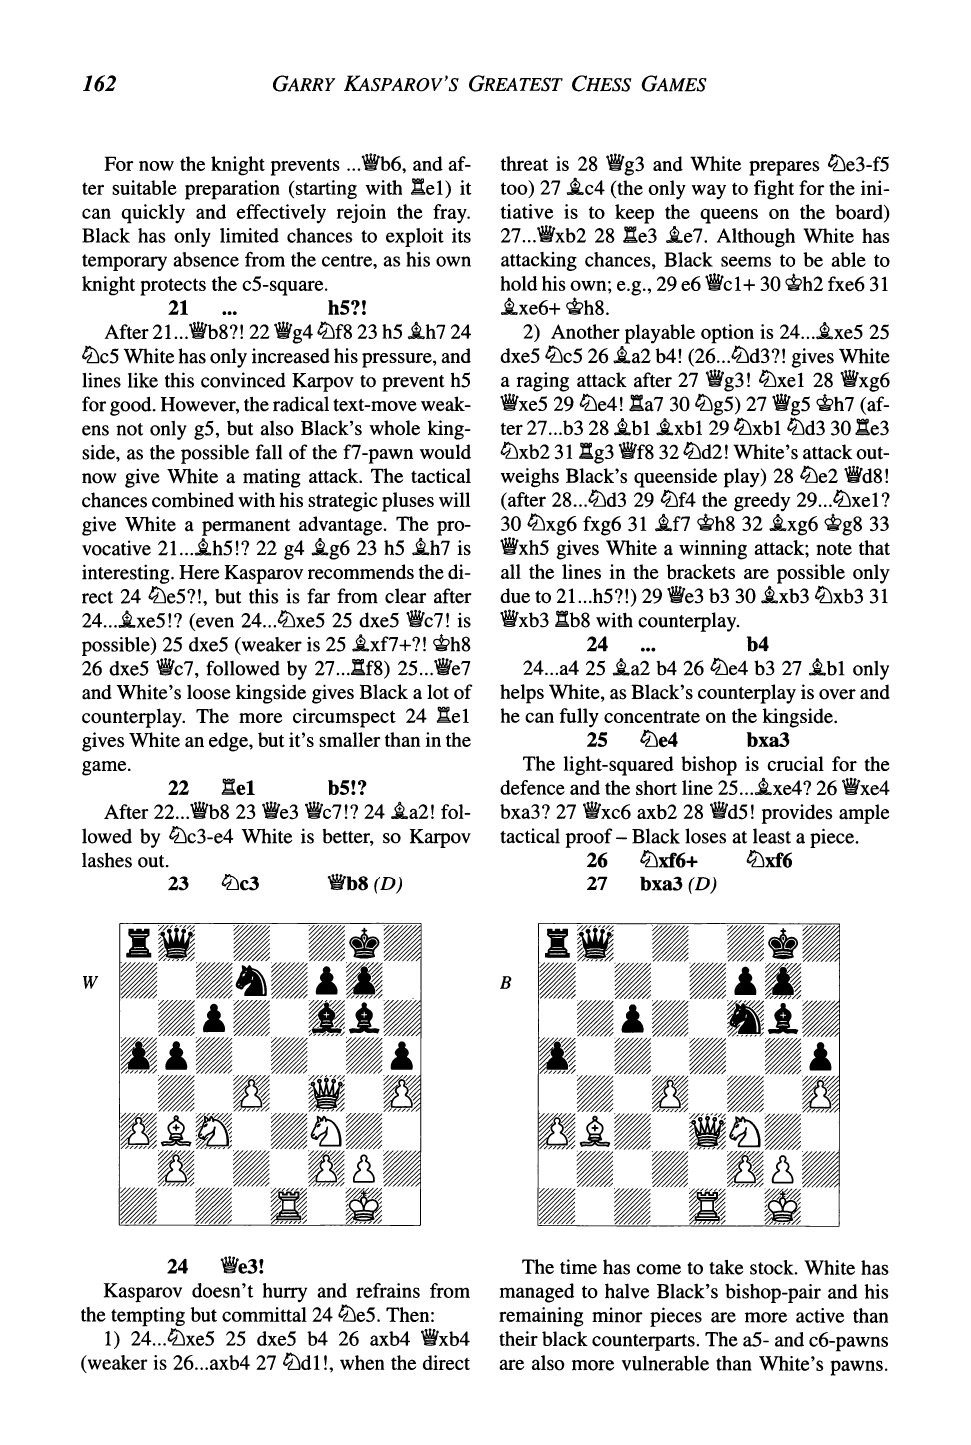 162
GARRY KASPAROV'S GREATEST CHESS GAMES
For now the knight prevents ...♕b6, and af-
ter suitable preparation (starting with ♖e1) it
can quickly and effectively rejoin the fray.
Black has only limited chances to exploit its
temporary absence from the centre, as his own
knight protects the c5-square.
21 ... h5?!
After 21...♕b8?! 22 ♕g4 ♘f8 23 h5 ♗h7 24
♘c5 White has only increased his pressure, and
lines like this convinced Karpov to prevent h5
for good. However, the radical text-move weak-
ens not only g5, but also Black's whole king-
side, as the possible fall of the f7-pawn would
now give White a mating attack. The tactical
chances combined with his strategic pluses will
give White a permanent advantage. The pro-
vocative 21...♗h5!? 22 g4 ♗g6 23 h5 ♗h7 is
interesting. Here Kasparov recommends the di-
rect 24 ♘e5?!, but this is far from clear after
24...♗xe5!? (even 24...♘xe5 25 dxe5 ♕c7! is
possible) 25 dxe5 (weaker is 25 ♗xf7+?! ♔h8
26 dxe5 ♕c7, followed by 27...♖f8) 25...♕e7
and White's loose kingside gives Black a lot of
counterplay. The more circumspect 24 ♖e1
gives White an edge, but it's smaller than in the
game.
22 ♖e1 b5!?
After 22...♕b8 23 ♕e3 ♕c7!? 24 ♗a2! fol-
lowed by ♘c3-e4 White is better, so Karpov
lashes out.
23 ♘c3 ♕b8 (D)
W
24 ♕e3!
Kasparov doesn't hurry and refrains from
the tempting but committal 24 ♘e5. Then:
1) 24...♘xe5 25 dxe5 b4 26 axb4 ♕xb4
(weaker is 26...axb4 27 ♘d1!, when the direct
threat is 28 ♕g3 and White prepares ♘e3-f5
too) 27 ♗c4 (the only way to fight for the ini-
tiative is to keep the queens on the board)
27...♕xb2 28 ♖e3 ♗e7. Although White has
attacking chances, Black seems to be able to
hold his own; e.g., 29 e6 ♕c1+ 30 ♔h2 fxe6 31
♗xe6+ ♔h8.
2) Another playable option is 24...♗xe5 25
dxe5 ♘c5 26 ♗a2 b4! (26...♘d3?! gives White
a raging attack after 27 ♕g3! ♘xe1 28 ♕xg6
♕xe5 29 ♘e4! ♖a7 30 ♘g5) 27 ♕g5 ♔h7 (af-
ter 27...b3 28 ♗b1 ♗xb1 29 ♘xb1 ♘d3 30 ♖e3
♘xb2 31 ♖g3 ♕f8 32 ♘d2! White's attack out-
weighs Black's queenside play) 28 ♘e2 ♕d8!
(after 28...♘d3 29 ♘f4 the greedy 29...♘xe1?
30 ♘xg6 fxg6 31 ♗f7 ♔h8 32 ♗xg6 ♔g8 33
♕xh5 gives White a winning attack; note that
all the lines in the brackets are possible only
due to 21...h5?!) 29 ♕e3 b3 30 ♗xb3 ♘xb3 31
♕xb3 ♖b8 with counterplay.
24 ... b4
24...a4 25 ♗a2 b4 26 ♘e4 b3 27 ♗b1 only
helps White, as Black's counterplay is over and
he can fully concentrate on the kingside.
25 ♘e4 bxa3
The light-squared bishop is crucial for the
defence and the short line 25...♗xe4? 26 ♕xe4
bxa3? 27 ♕xc6 axb2 28 ♕d5! provides ample
tactical proof – Black loses at least a piece.
26 ♘xf6+ ♘xf6
27 bxa3 (D)
B
The time has come to take stock. White has
managed to halve Black's bishop-pair and his
remaining minor pieces are more active than
their black counterparts. The a5- and c6-pawns
are also more vulnerable than White's pawns.